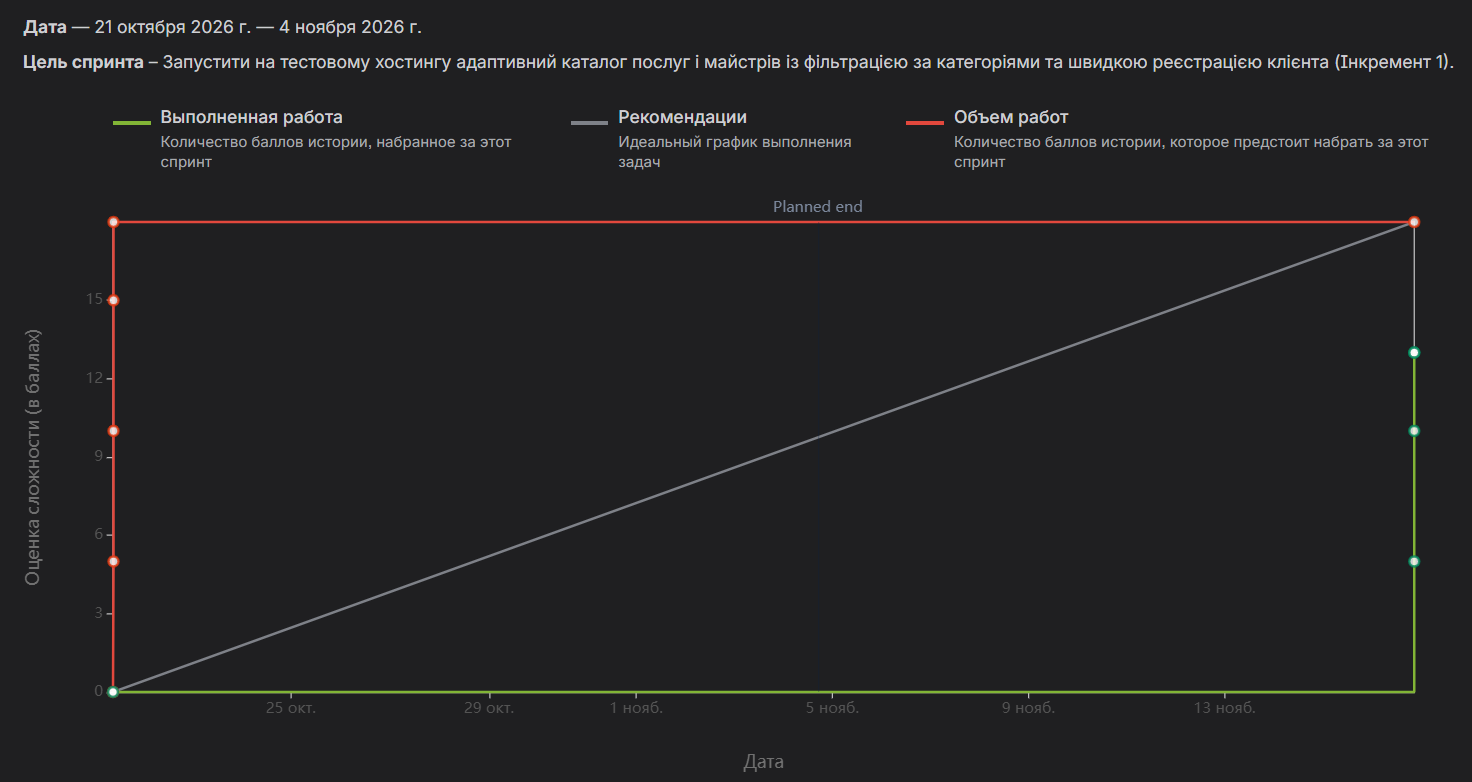 Дата — 21 октября 2026 г. — 4 ноября 2026 г.
Цель спринта – Запустити на тестовому хостингу адаптивний каталог послуг і майстрів із фільтрацією за категоріями та швидкою реєстрацією клієнта (Інкремент 1).
Выполненная работа
Количество баллов истории, набранное за этот
спринт
Рекомендации
Идеальный график выполнения
задач
Объем работ
Количество баллов истории, которое предстоит набрать за этот
спринт
Planned end
Оценка сложности (в баллах)
15
12
9
6
3
0
25 окт.
29 окт.
1 нояб.
5 нояб.
9 нояб.
13 нояб.
Дата